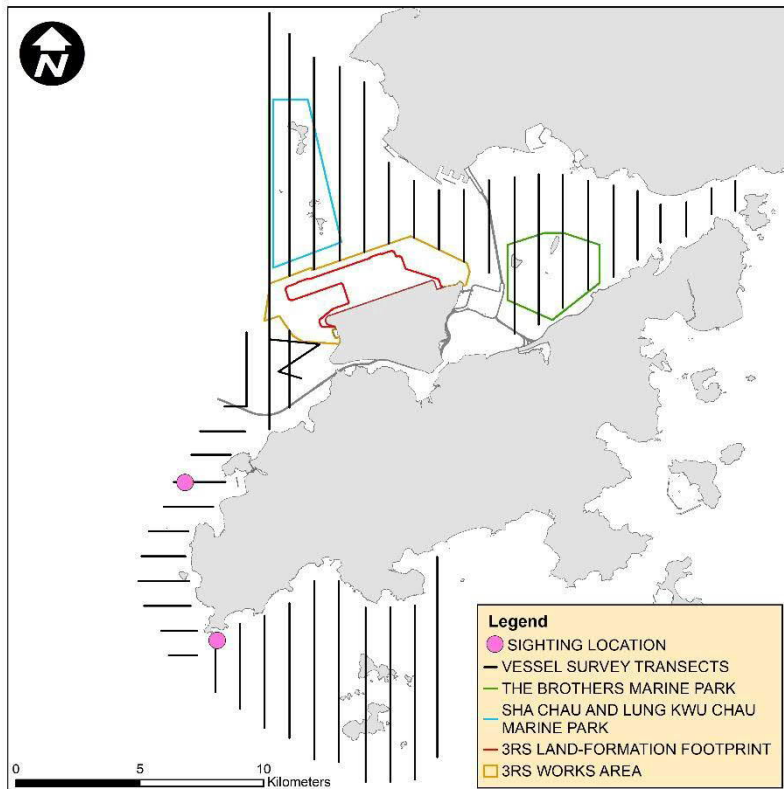 N
Legend
SIGHTING LOCATION
VESSEL SURVEY TRANSECTS
THE BROTHERS MARINE PARK
SHA CHAU AND LUNG KWU CHAU
MARINE PARK
3RS LAND-FORMATION FOOTPRINT
3RS WORKS AREA
0 5 10
Kilometers